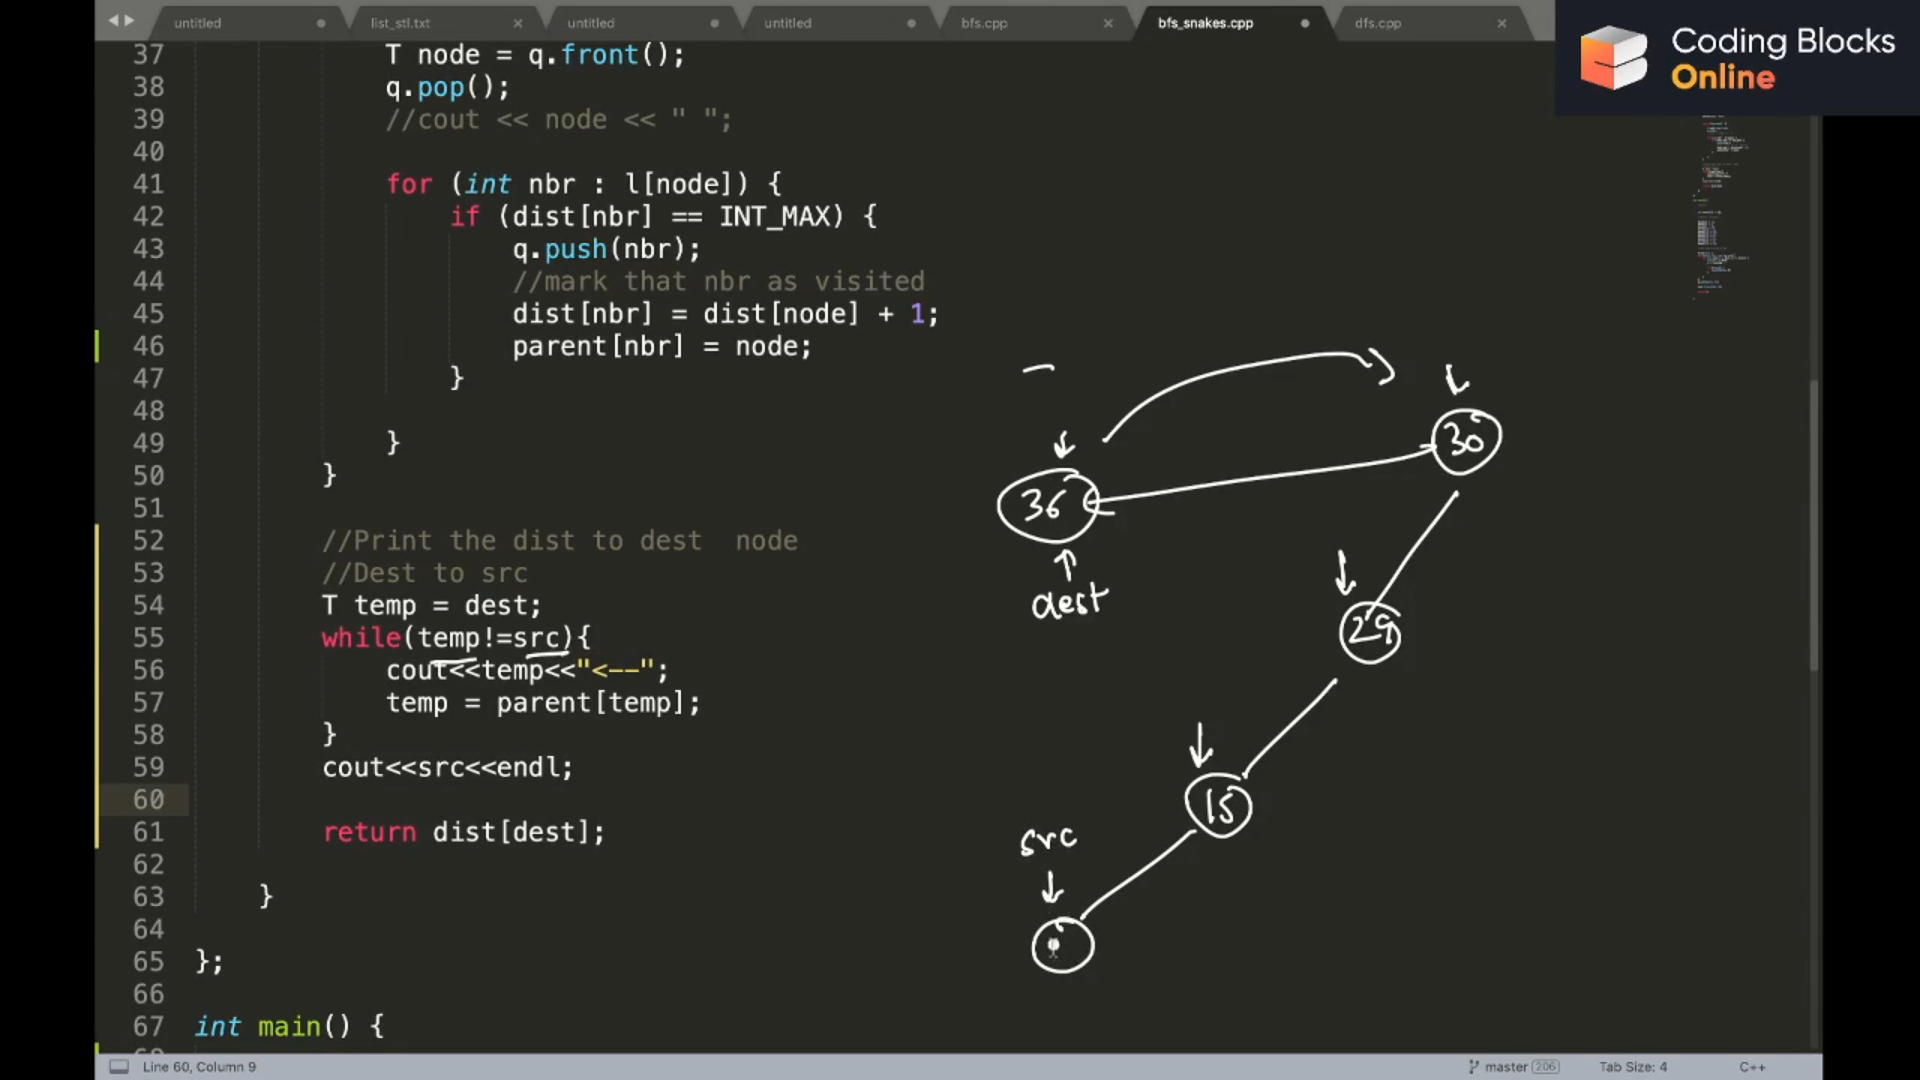 untitled list_stl.txt untitled untitled bfs.cpp bfs_snakes.cpp dfs.cpp
Coding Blocks
Online
37 T node = q.front();
38 q.pop();
39 //cout << node << " ";
40
41 for (int nbr : l[node]) {
42 if (dist[nbr] == INT_MAX) {
43 q.push(nbr);
44 //mark that nbr as visited
45 dist[nbr] = dist[node] + 1;
46 parent[nbr] = node;
47 }
48
49 }
50 }
51
52 //Print the dist to dest  node
53 //Dest to src
54 T temp = dest;
55 while(temp!=src){
56 cout<<temp<<"<--";
57 temp = parent[temp];
58 }
59 cout<<src<<endl;
60
61 return dist[dest];
62
63 }
64
65 };
66
67 int main() {
30
36
dest
29
15
src
Line 60, Column 9 master 206 Tab Size: 4 C++